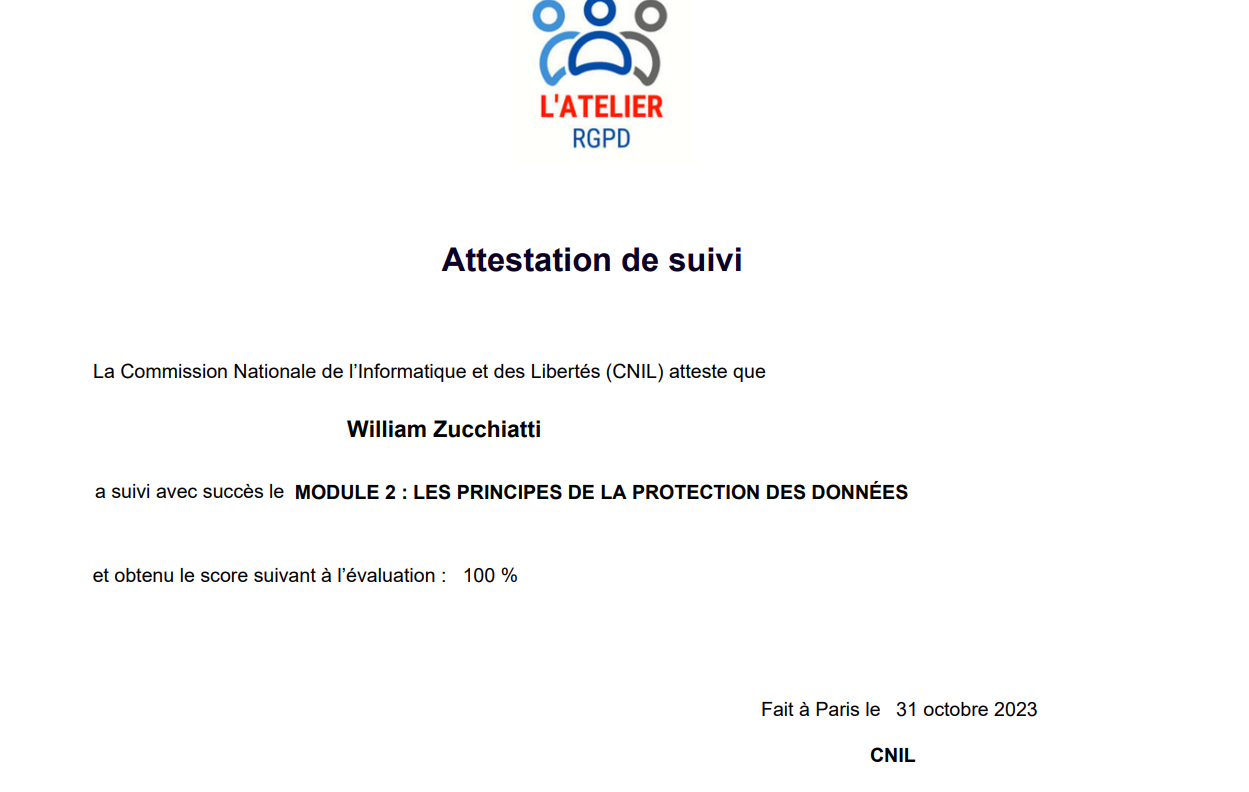 L'ATELIER
RGPD
Attestation de suivi
La Commission Nationale de l’Informatique et des Libertés (CNIL) atteste que
William Zucchiatti
a suivi avec succès le MODULE 2 : LES PRINCIPES DE LA PROTECTION DES DONNÉES
et obtenu le score suivant à l’évaluation : 100 %
Fait à Paris le 31 octobre 2023
CNIL